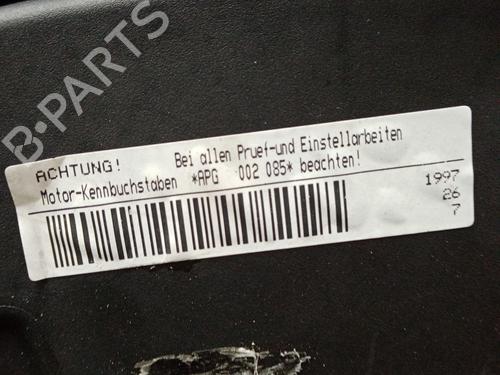 B-PARTS
ACHTUNG! Bei allen Pruef-und Einstellarbeiten
Motor-Kennbuchstaben *APG 002 085* beachten!
1997
26
7